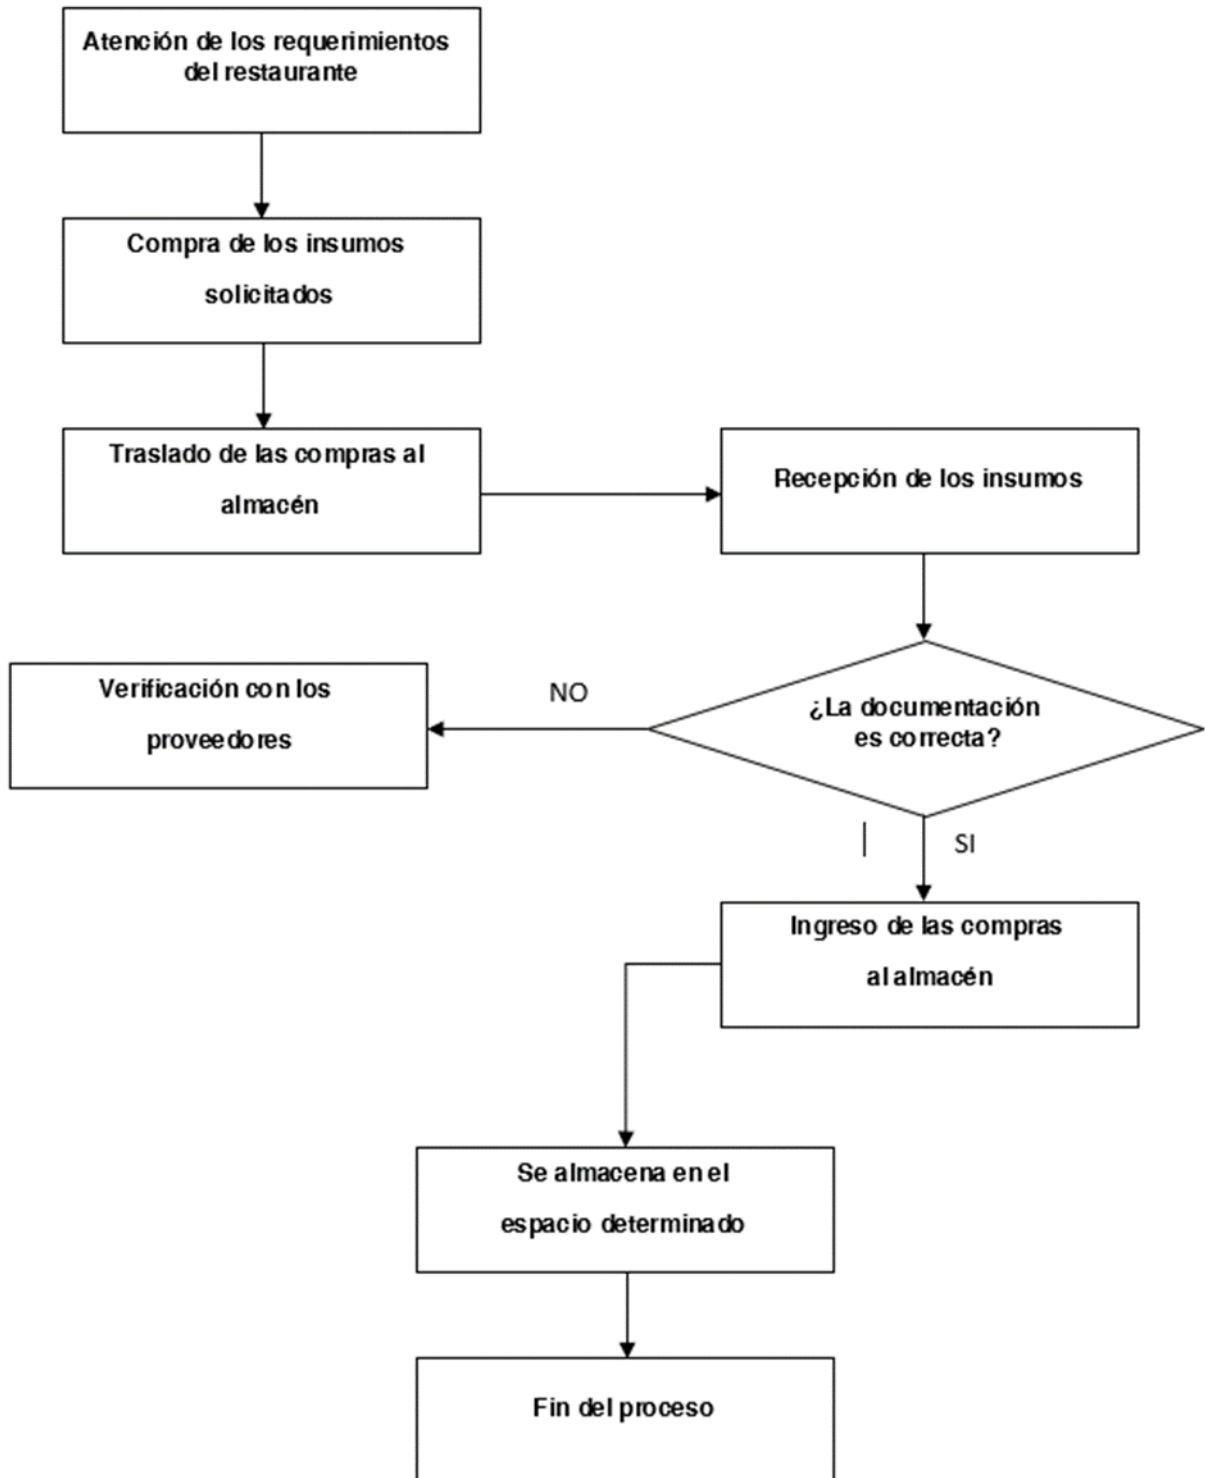 Atención de los requerimientos
del restaurante
Compra de los insumos
solicitados
Traslado de las compras al
almacén
Recepción de los insumos
Verificación con los
proveedores
NO
¿La documentación
es correcta?
SI
Ingreso de las compras
al almacén
Se almacena en el
espacio determinado
Fin del proceso